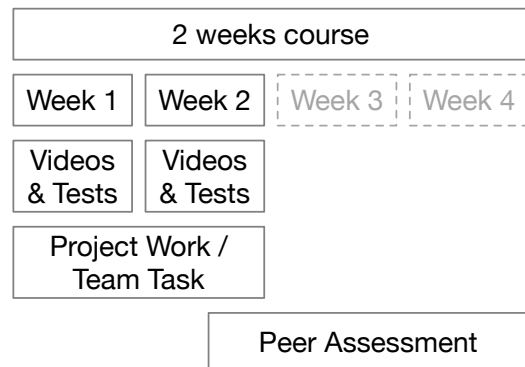 2 weeks course
Week 1
Week 2
Week 3
Week 4
Videos
& Tests
Videos
& Tests
Project Work /
Team Task
Peer Assessment